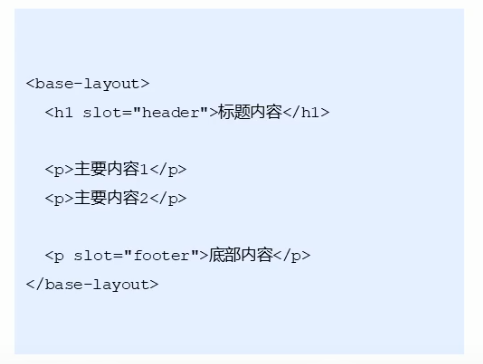 <base-layout>
<h1 slot="header">标题内容</h1>
<p>主要内容1</p>
<p>主要内容2</p>
<p slot="footer">底部内容</p>
</base-layout>